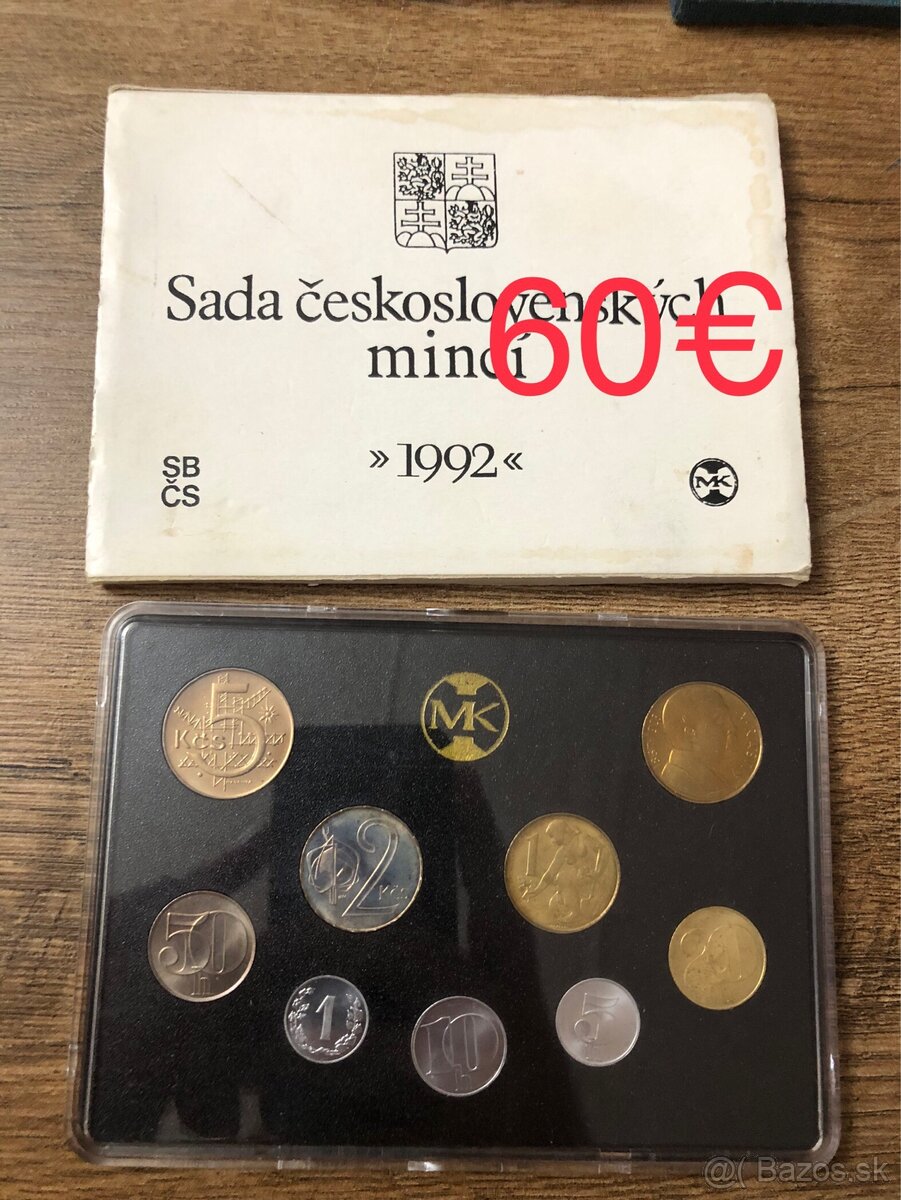 Sada československých
mincí
60€
»1992«
SB
ČS
MK
MK
5
Kčs
2
Kčs
1
50
h
20
1
10
h
5
@( Bazos.sk